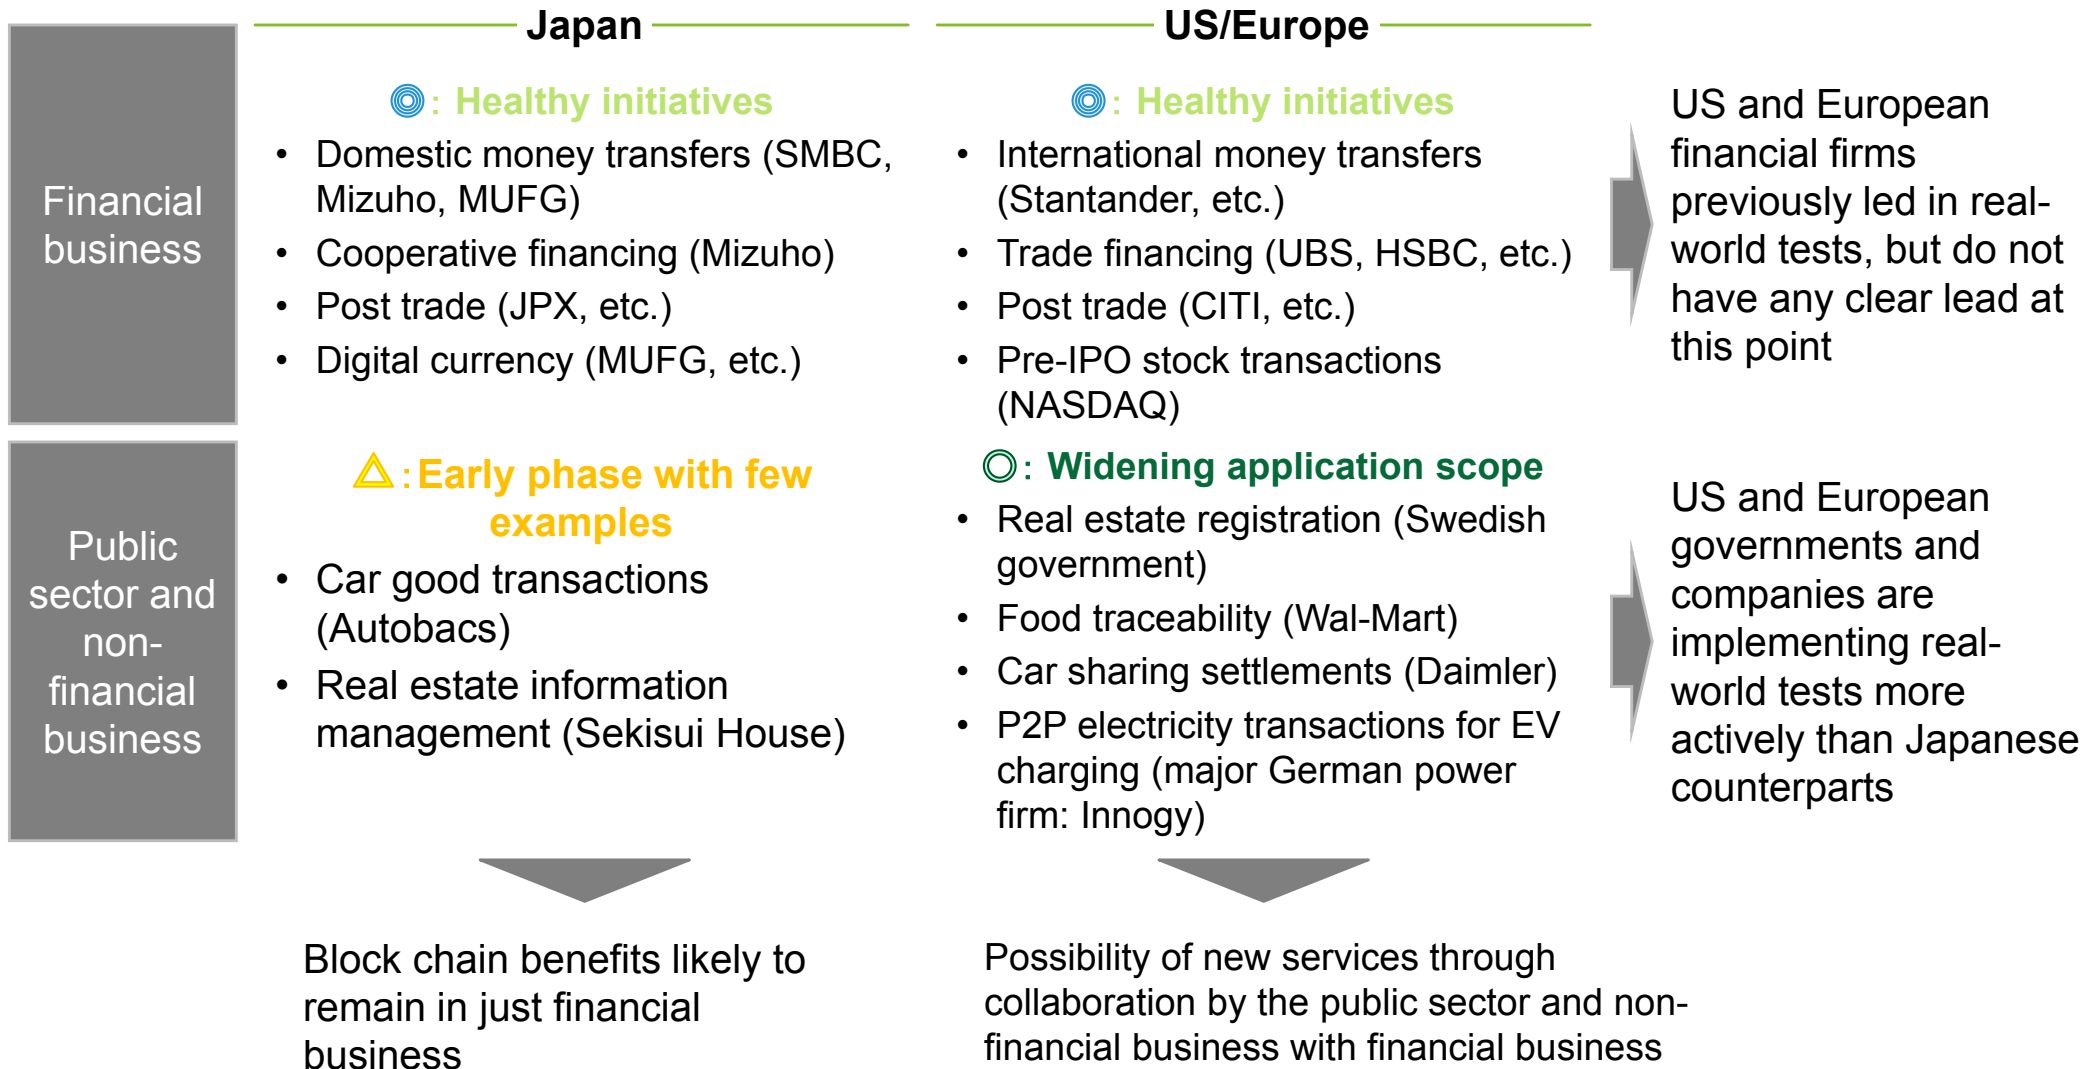 Japan
US/Europe
Financial
business
: Healthy initiatives
• Domestic money transfers (SMBC,
Mizuho, MUFG)
• Cooperative financing (Mizuho)
• Post trade (JPX, etc.)
• Digital currency (MUFG, etc.)
: Healthy initiatives
• International money transfers
(Stantander, etc.)
• Trade financing (UBS, HSBC, etc.)
• Post trade (CITI, etc.)
• Pre-IPO stock transactions
(NASDAQ)
US and European
financial firms
previously led in real-
world tests, but do not
have any clear lead at
this point
Public
sector and
non-
financial
business
: Early phase with few
examples
• Car good transactions
(Autobacs)
• Real estate information
management (Sekisui House)
: Widening application scope
• Real estate registration (Swedish
government)
• Food traceability (Wal-Mart)
• Car sharing settlements (Daimler)
• P2P electricity transactions for EV
charging (major German power
firm: Innogy)
US and European
governments and
companies are
implementing real-
world tests more
actively than Japanese
counterparts
Block chain benefits likely to
remain in just financial
business
Possibility of new services through
collaboration by the public sector and non-
financial business with financial business